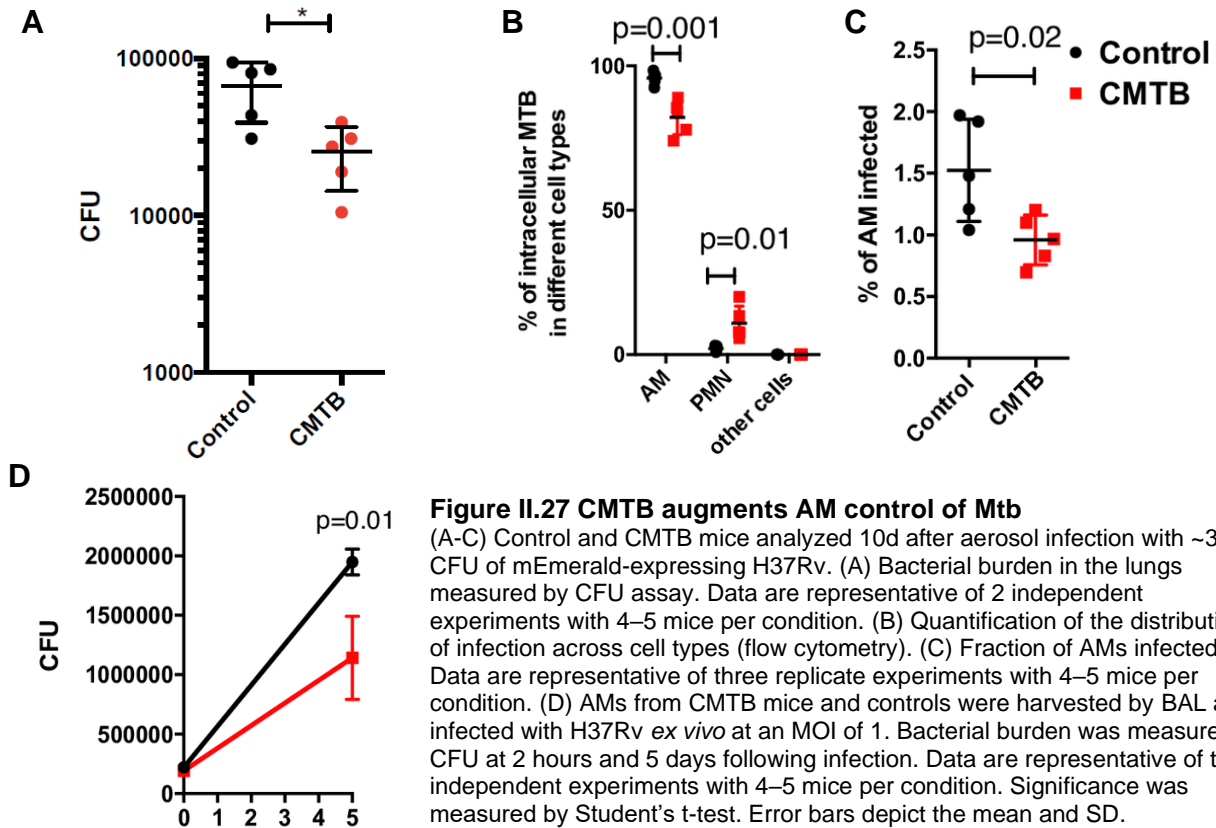 A
*
100000
10000
1000
CFU
Control
CMTB
B
p=0.001
100
50
0
% of intracellular MTB
in different cell types
p=0.01
AM
PMN
other cells
C
p=0.02
2.5
2.0
1.5
1.0
0.5
0.0
% of AM infected
Control
CMTB
Control
CMTB
D
2500000
2000000
1500000
1000000
500000
0
CFU
p=0.01
0 1 2 3 4 5
Figure II.27 CMTB augments AM control of Mtb
(A-C) Control and CMTB mice analyzed 10d after aerosol infection with ~3
CFU of mEmerald-expressing H37Rv. (A) Bacterial burden in the lungs
measured by CFU assay. Data are representative of 2 independent
experiments with 4–5 mice per condition. (B) Quantification of the distributi
of infection across cell types (flow cytometry). (C) Fraction of AMs infected
Data are representative of three replicate experiments with 4–5 mice per
condition. (D) AMs from CMTB mice and controls were harvested by BAL a
infected with H37Rv ex vivo at an MOI of 1. Bacterial burden was measure
CFU at 2 hours and 5 days following infection. Data are representative of t
independent experiments with 4–5 mice per condition. Significance was
measured by Student’s t-test. Error bars depict the mean and SD.